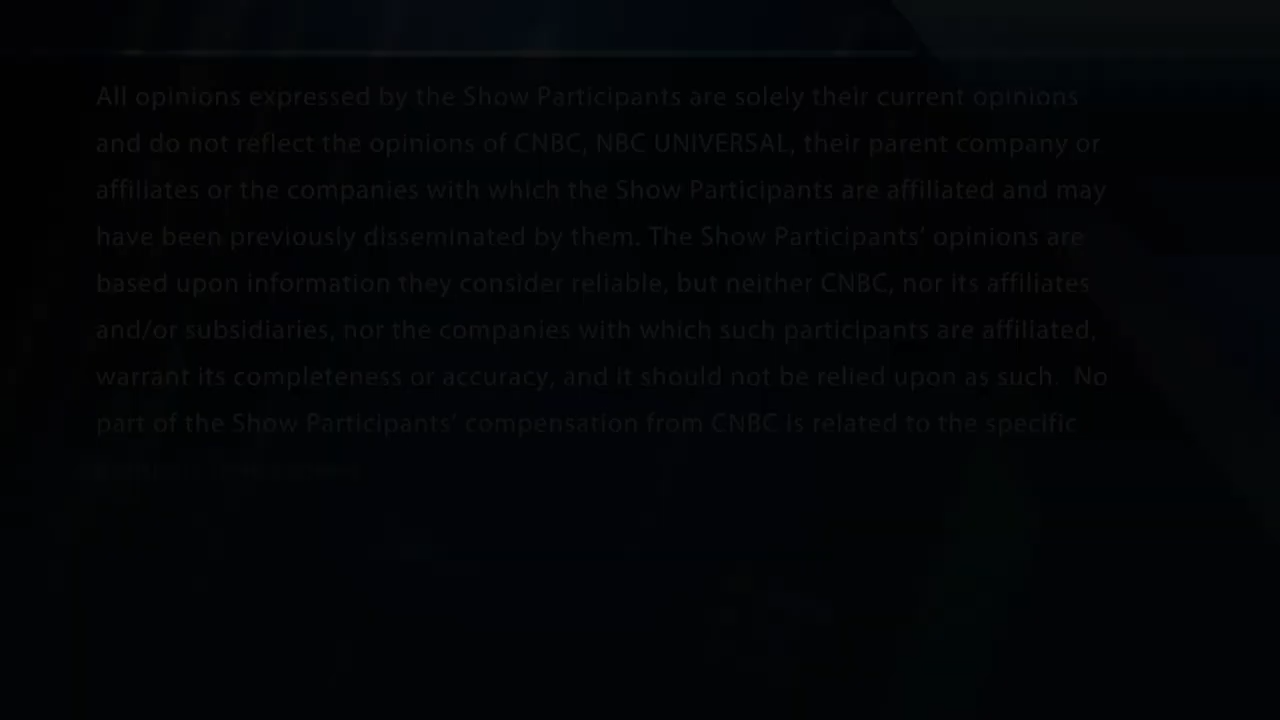 All opinions expressed by the Show Participants are solely their current opinions
and do not reflect the opinions of CNBC, NBC UNIVERSAL, their parent company or
affiliates or the companies with which the Show Participants are affiliated and may
have been previously disseminated by them. The Show Participants’ opinions are
based upon information they consider reliable, but neither CNBC, nor its affiliates
and/or subsidiaries, nor the companies with which such participants are affiliated,
warrant its completeness or accuracy, and it should not be relied upon as such.  No
part of the Show Participants’ compensation from CNBC is related to the specific